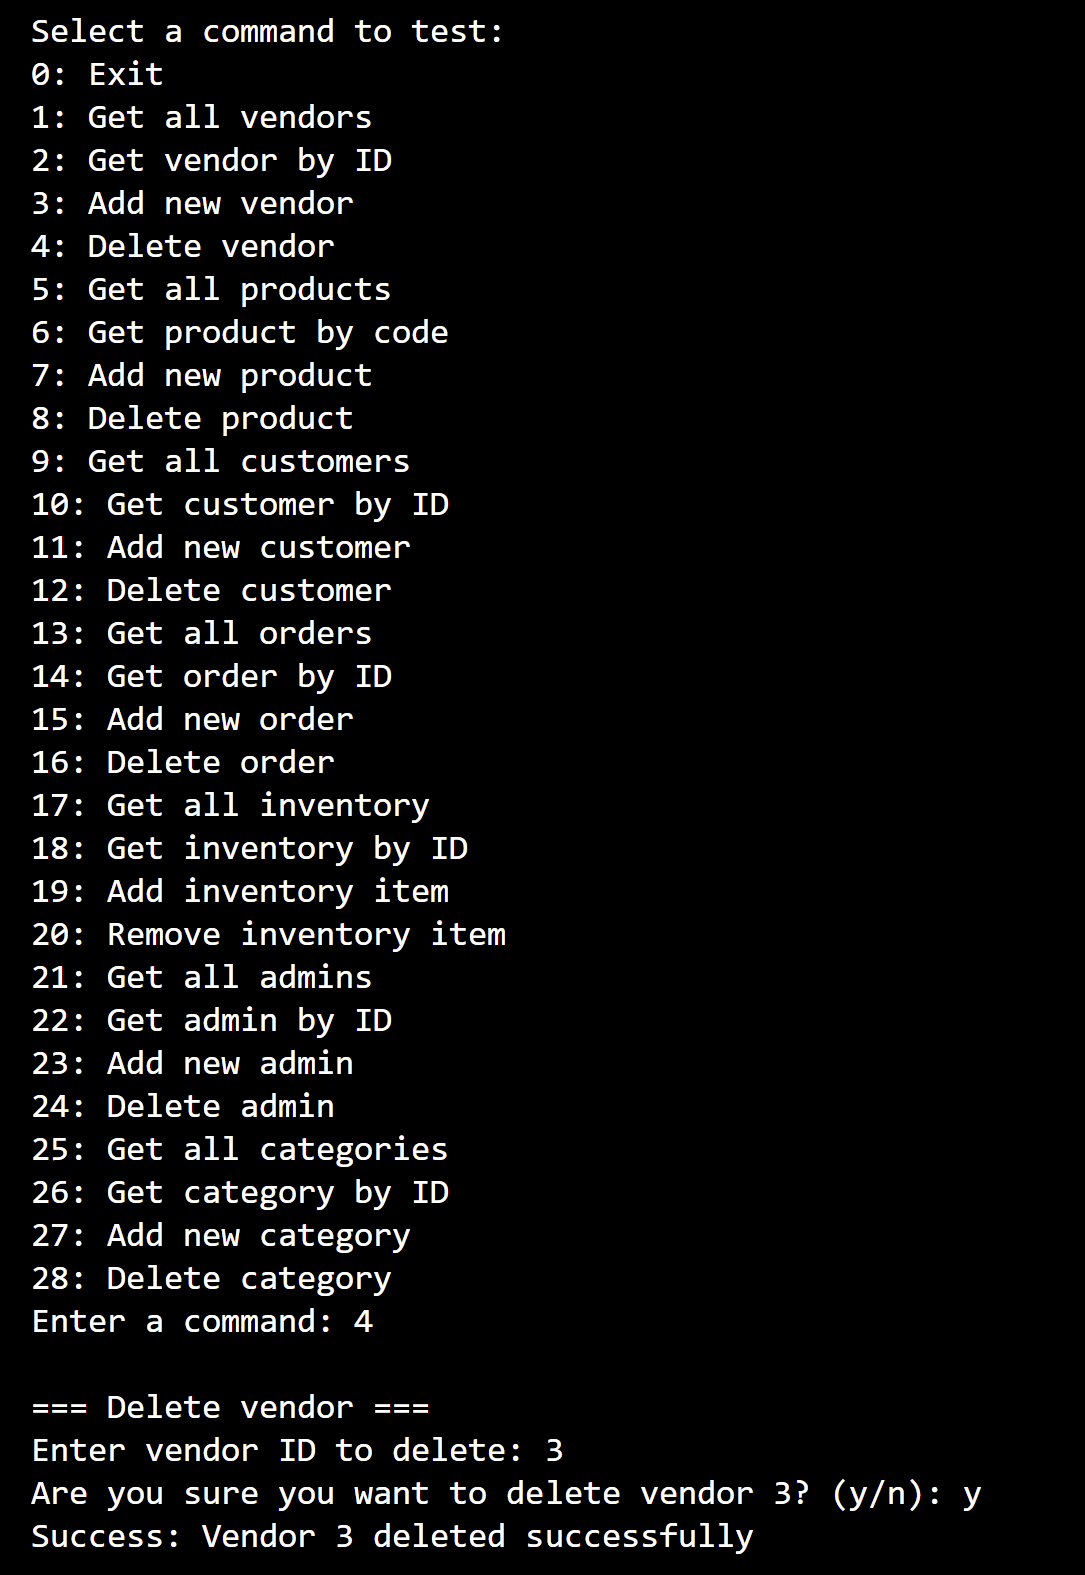 Select a command to test:
0: Exit
1: Get all vendors
2: Get vendor by ID
3: Add new vendor
4: Delete vendor
5: Get all products
6: Get product by code
7: Add new product
8: Delete product
9: Get all customers
10: Get customer by ID
11: Add new customer
12: Delete customer
13: Get all orders
14: Get order by ID
15: Add new order
16: Delete order
17: Get all inventory
18: Get inventory by ID
19: Add inventory item
20: Remove inventory item
21: Get all admins
22: Get admin by ID
23: Add new admin
24: Delete admin
25: Get all categories
26: Get category by ID
27: Add new category
28: Delete category
Enter a command: 4

=== Delete vendor ===
Enter vendor ID to delete: 3
Are you sure you want to delete vendor 3? (y/n): y
Success: Vendor 3 deleted successfully